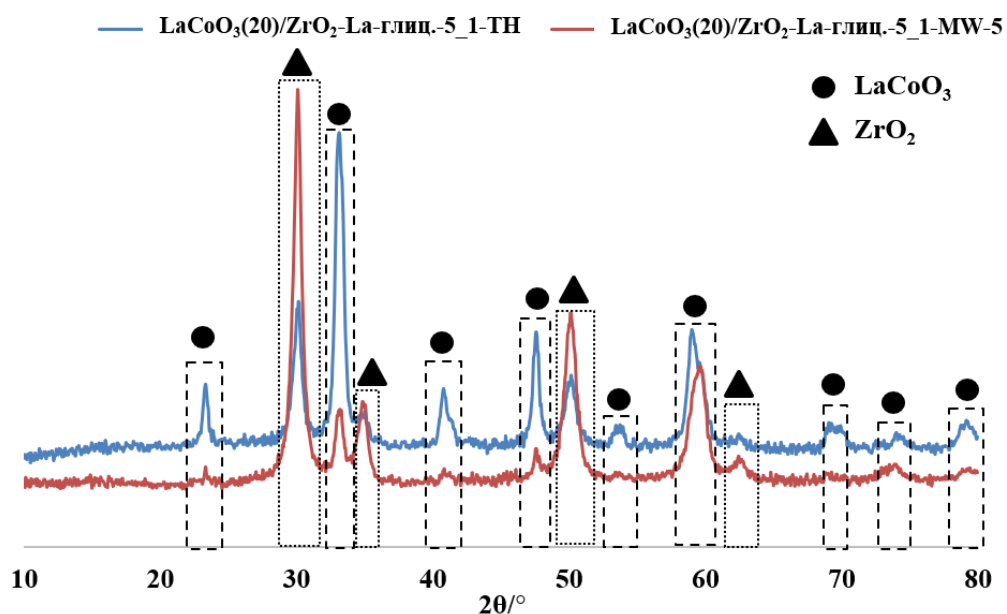 LaCoO₃(20)/ZrO₂-La-глиц.-5_1-TH LaCoO₃(20)/ZrO₂-La-глиц.-5_1-MW-5
LaCoO₃
ZrO₂
10 20 30 40 50 60 70 80
2θ/°